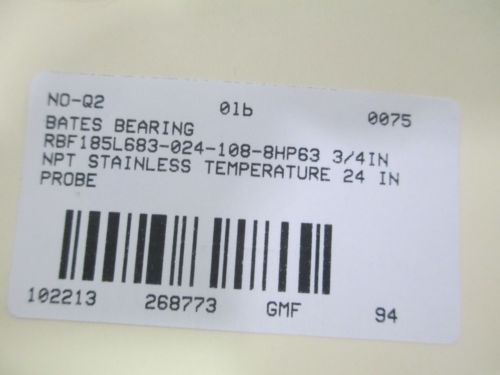 NO-Q2 01b 0075
BATES BEARING
RBF185L683-024-108-8HP63 3/4IN
NPT STAINLESS TEMPERATURE 24 IN
PROBE
102213 268773 GMF 94